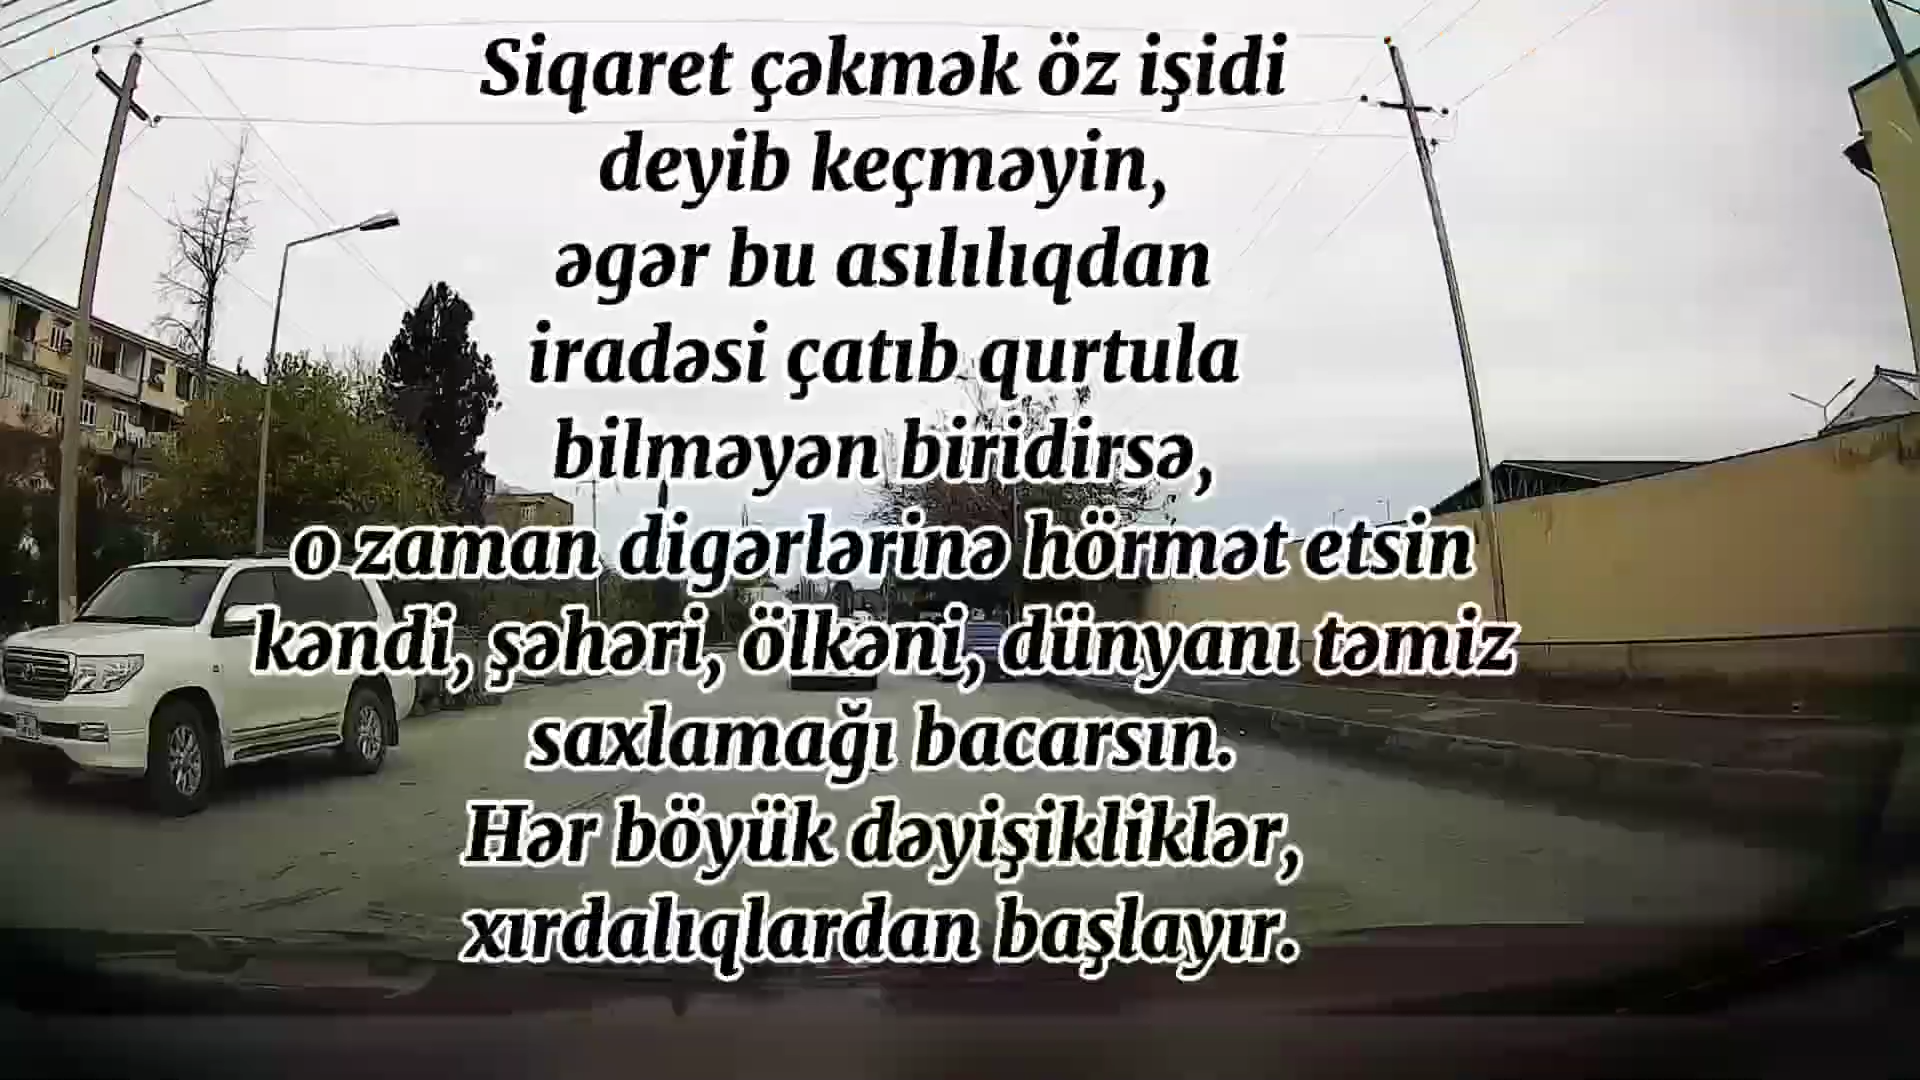 Siqaret çəkmək öz işidi
deyib keçməyin,
əgər bu asılılıqdan
iradəsi çatıb qurtula
bilməyən biridirsə,
o zaman digərlərinə hörmət etsin
kəndi, şəhəri, ölkəni, dünyanı təmiz
saxlamağı bacarsın.
Hər böyük dəyişikliklər,
xırdalıqlardan başlayır.